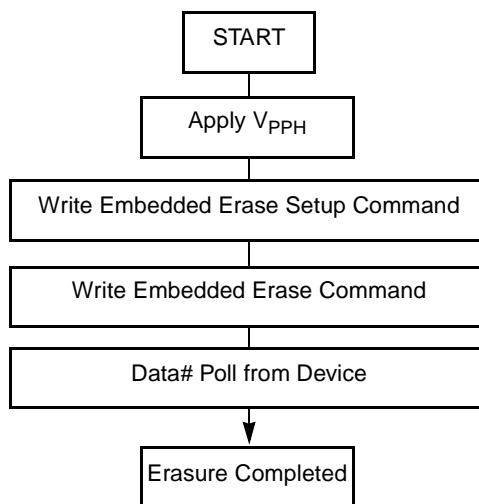 START
Apply VPPH
Write Embedded Erase Setup Command
Write Embedded Erase Command
Data# Poll from Device
Erasure Completed